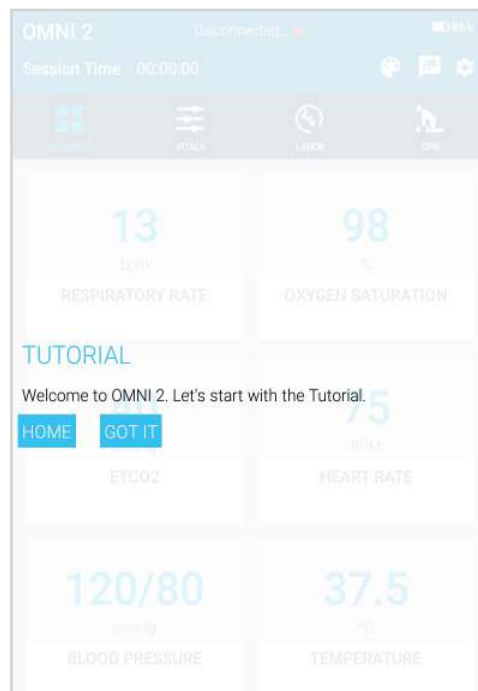 OMNI 2 Disconnected...
Session Time 00:00:00
VITALS LABOR CPR
13 98
bpm %
RESPIRATORY RATE OXYGEN SATURATION
TUTORIAL
Welcome to OMNI 2. Let's start with the Tutorial.
75
HOME GOT IT
BPM
ETCO2 HEART RATE
120/80 37.5
mmHg °C
BLOOD PRESSURE TEMPERATURE